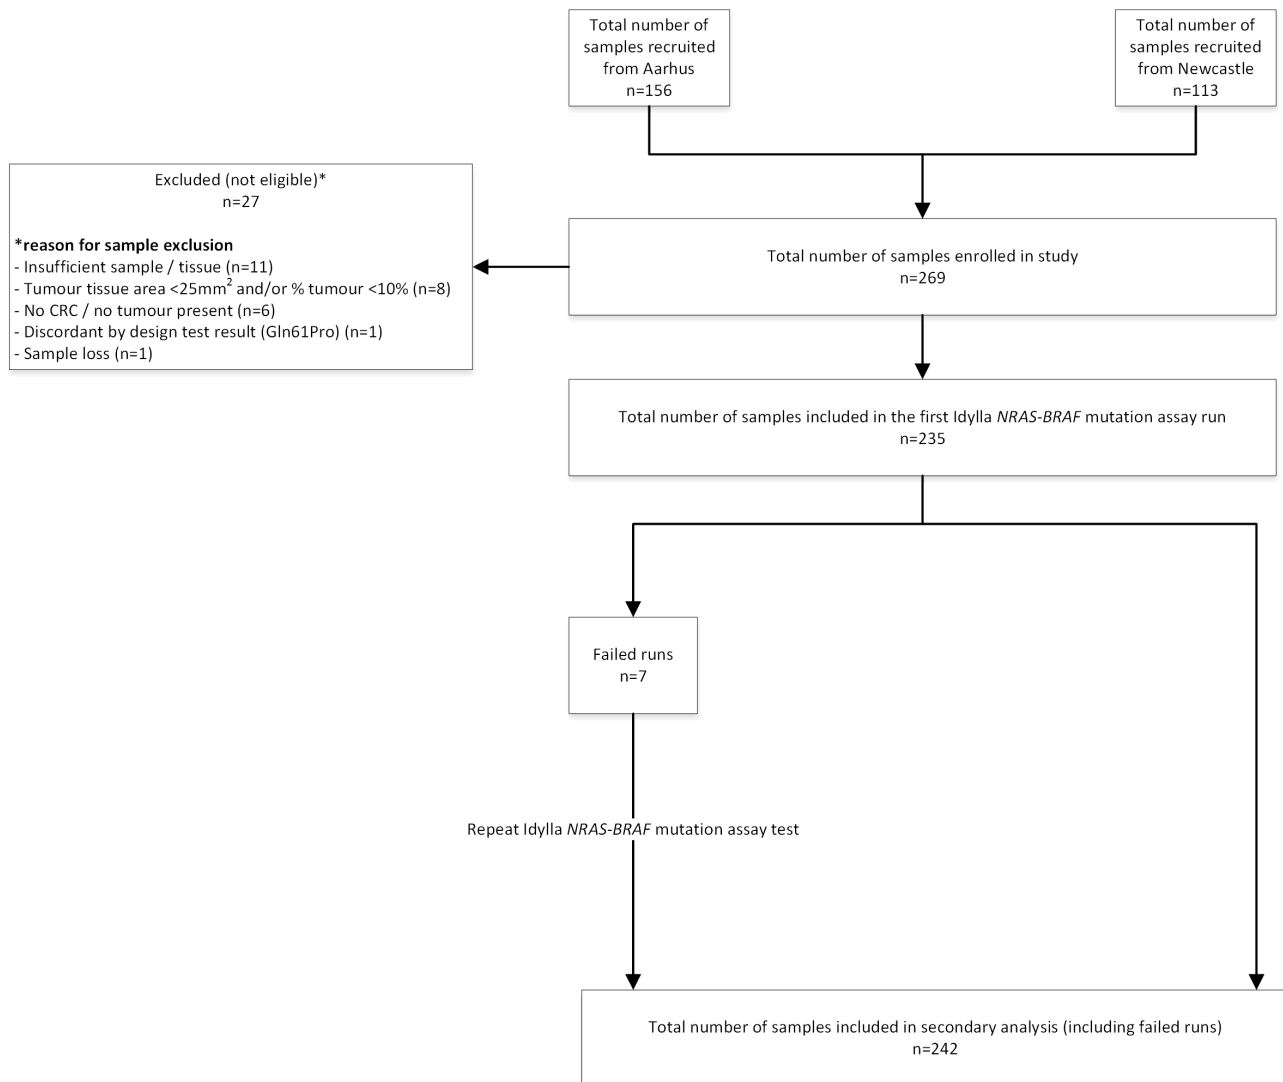 Total number of
samples recruited
from Aarhus
n=156
Total number of
samples recruited
from Newcastle
n=113
Excluded (not eligible)*
n=27
*reason for sample exclusion
- Insufficient sample / tissue (n=11)
- Tumour tissue area <25mm² and/or % tumour <10% (n=8)
- No CRC / no tumour present (n=6)
- Discordant by design test result (Gln61Pro) (n=1)
- Sample loss (n=1)
Total number of samples enrolled in study
n=269
Total number of samples included in the first Idylla NRAS-BRAF mutation assay run
n=235
Failed runs
n=7
Repeat Idylla NRAS-BRAF mutation assay test
Total number of samples included in secondary analysis (including failed runs)
n=242